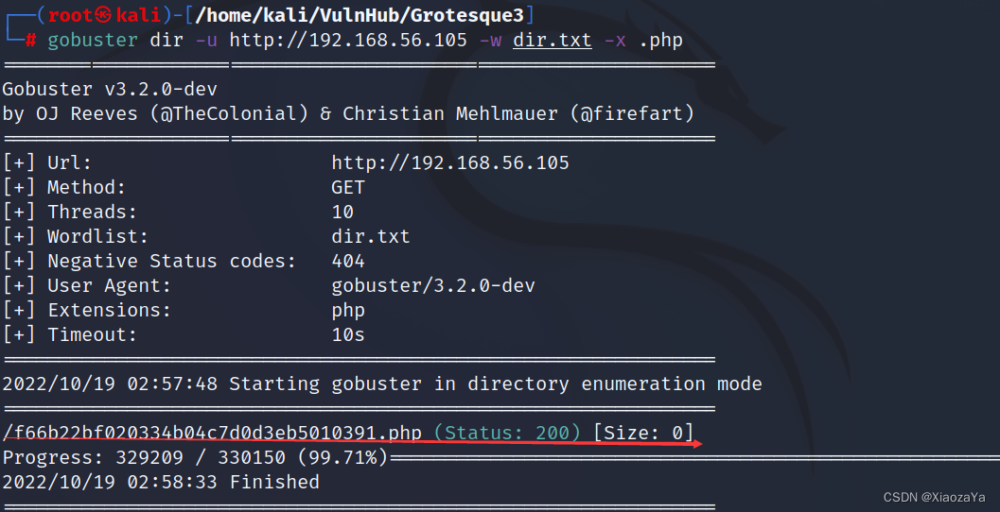 ┌──(root㉿kali)-[/home/kali/VulnHub/Grotesque3]
└─# gobuster dir -u http://192.168.56.105 -w dir.txt -x .php
===============================================================
Gobuster v3.2.0-dev
by OJ Reeves (@TheColonial) & Christian Mehlmauer (@firefart)
===============================================================
[+] Url:                     http://192.168.56.105
[+] Method:                  GET
[+] Threads:                 10
[+] Wordlist:                dir.txt
[+] Negative Status codes:   404
[+] User Agent:              gobuster/3.2.0-dev
[+] Extensions:              php
[+] Timeout:                 10s
===============================================================
2022/10/19 02:57:48 Starting gobuster in directory enumeration mode
===============================================================
/f66b22bf020334b04c7d0d3eb5010391.php (Status: 200) [Size: 0]
Progress: 329209 / 330150 (99.71%)===============================================================
2022/10/19 02:58:33 Finished
===============================================================
CSDN @XiaozaYa